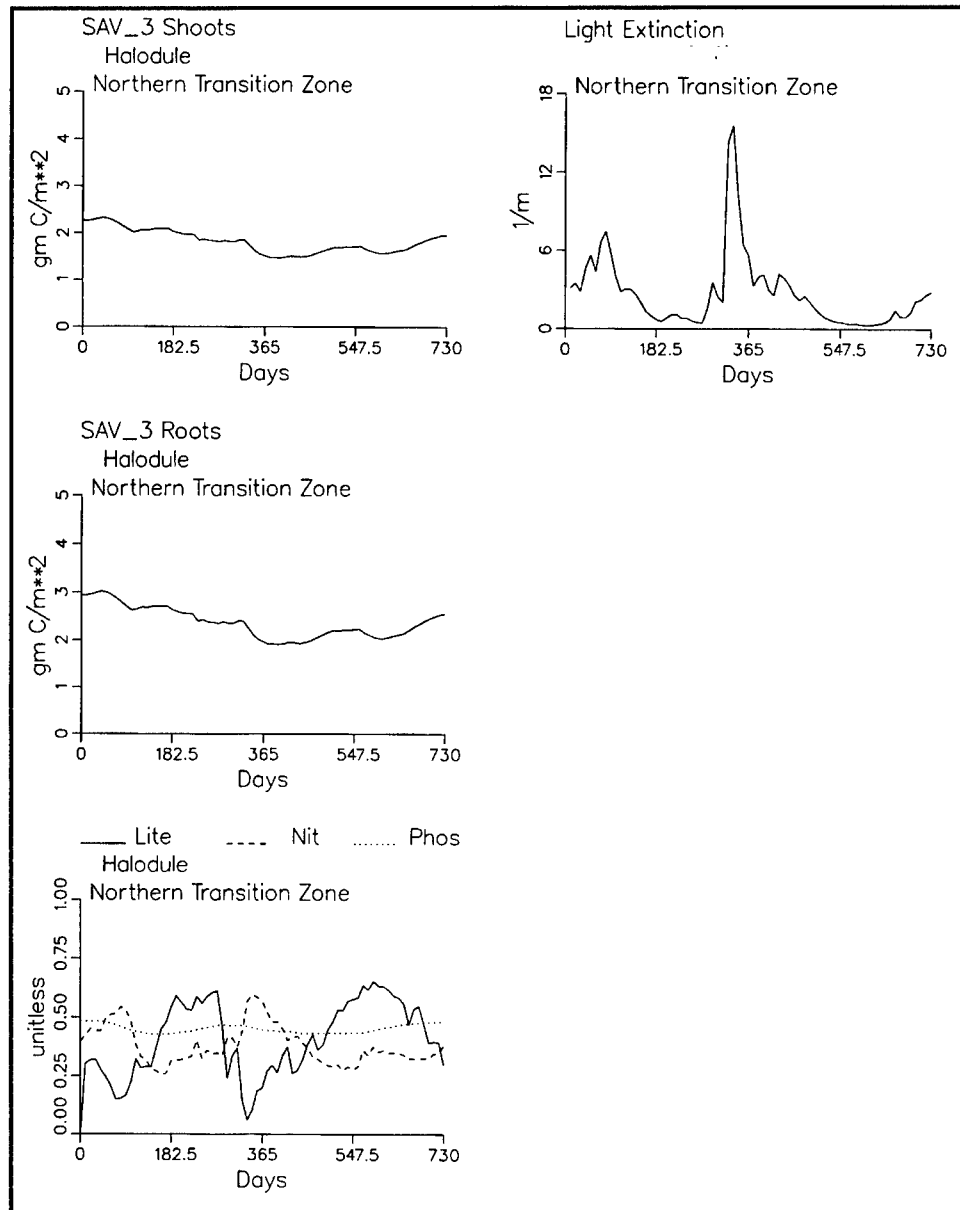 SAV_3 Shoots
Halodule
Northern Transition Zone
gm C/m**2
5
4
3
2
1
0
0 182.5 365 547.5 730
Days
Light Extinction
Northern Transition Zone
1/m
18
12
6
0
0 182.5 365 547.5 730
Days
SAV_3 Roots
Halodule
Northern Transition Zone
gm C/m**2
5
4
3
2
1
0
0 182.5 365 547.5 730
Days
Lite Nit Phos
Halodule
Northern Transition Zone
unitless
1.00
0.75
0.50
0.25
0.00
0 182.5 365 547.5 730
Days